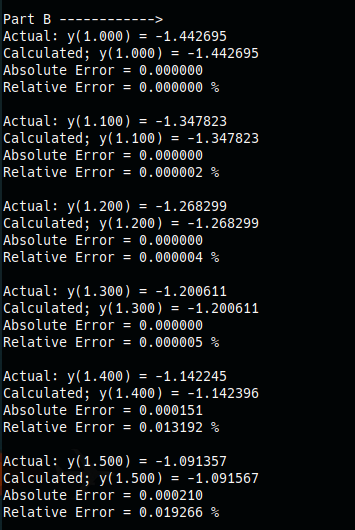 Part B ------------>
Actual: y(1.000) = -1.442695
Calculated; y(1.000) = -1.442695
Absolute Error = 0.000000
Relative Error = 0.000000 %
Actual: y(1.100) = -1.347823
Calculated; y(1.100) = -1.347823
Absolute Error = 0.000000
Relative Error = 0.000002 %
Actual: y(1.200) = -1.268299
Calculated; y(1.200) = -1.268299
Absolute Error = 0.000000
Relative Error = 0.000004 %
Actual: y(1.300) = -1.200611
Calculated; y(1.300) = -1.200611
Absolute Error = 0.000000
Relative Error = 0.000005 %
Actual: y(1.400) = -1.142245
Calculated; y(1.400) = -1.142396
Absolute Error = 0.000151
Relative Error = 0.013192 %
Actual: y(1.500) = -1.091357
Calculated; y(1.500) = -1.091567
Absolute Error = 0.000210
Relative Error = 0.019266 %